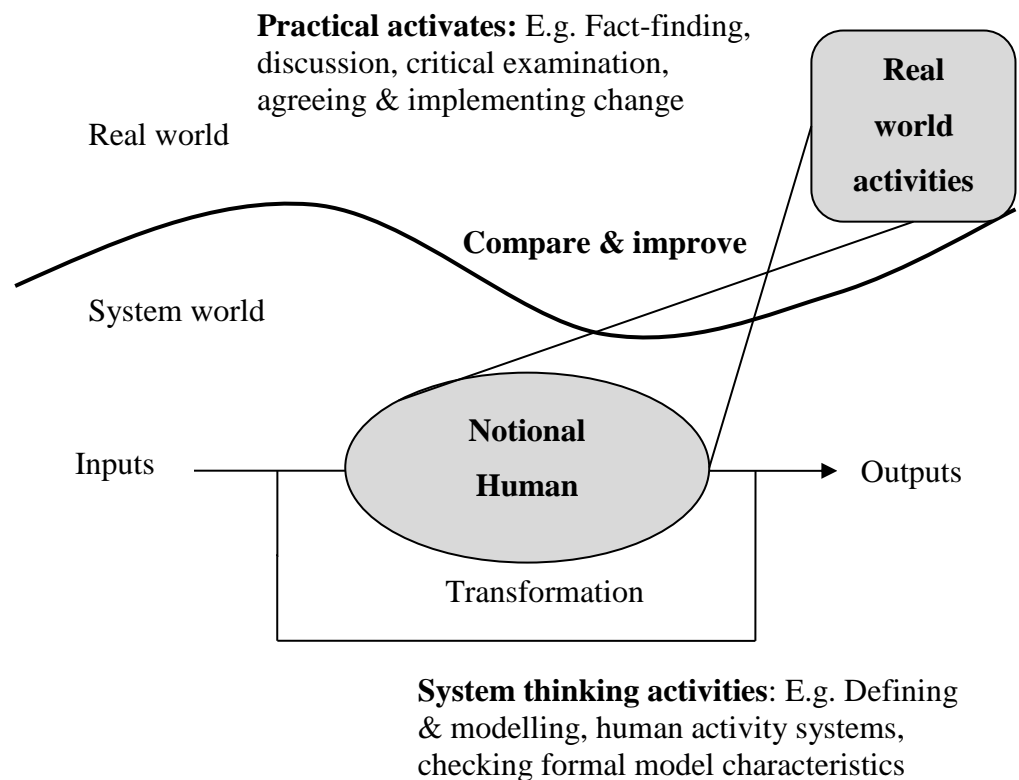 Practical activates: E.g. Fact-finding,
discussion, critical examination,
agreeing & implementing change
Real
world
activities
Real world
Compare & improve
System world
Notional
Human
Inputs
Outputs
Transformation
System thinking activities: E.g. Defining
& modelling, human activity systems,
checking formal model characteristics